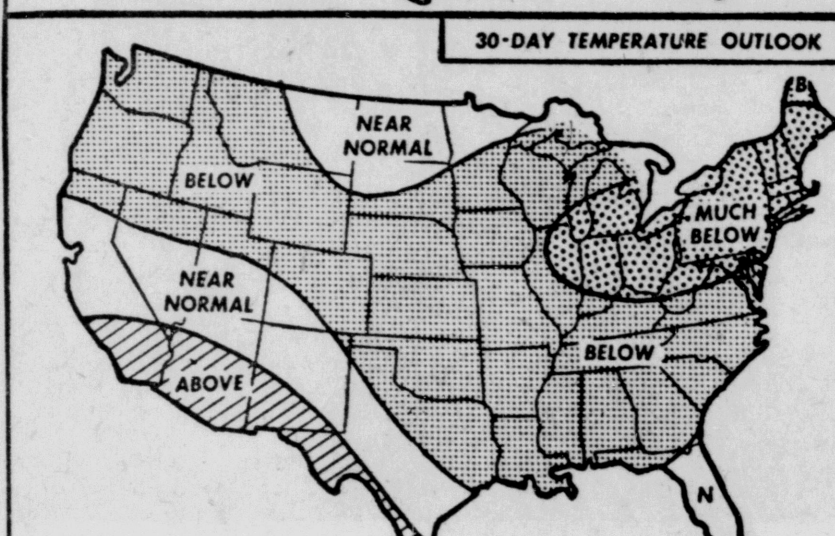 30-DAY TEMPERATURE OUTLOOK
B
NEAR
NORMAL
BELOW
MUCH
BELOW
NEAR
NORMAL
BELOW
ABOVE
N